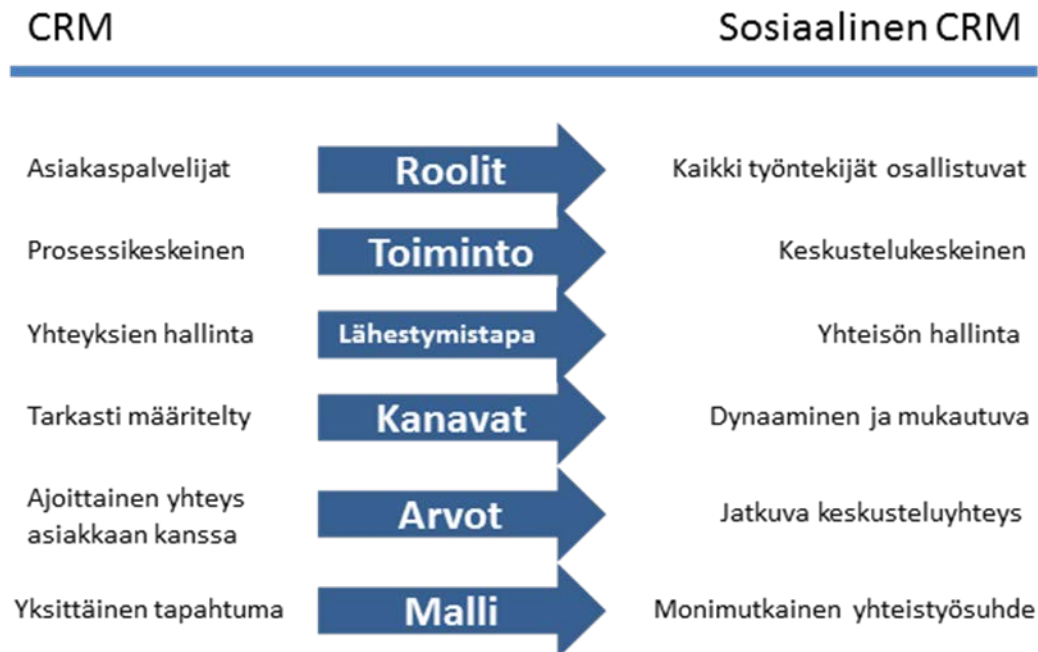 CRM
Sosiaalinen CRM
Asiakaspalvelijat
Roolit
Kaikki työntekijät osallistuvat
Prosessikeskeinen
Toiminto
Keskustelukeskeinen
Yhteyksien hallinta
Lähestymistapa
Yhteisön hallinta
Tarkasti määritelty
Kanavat
Dynaaminen ja mukautuva
Ajoittainen yhteys
asiakkaan kanssa
Arvot
Jatkuva keskusteluyhteys
Yksittäinen tapahtuma
Malli
Monimutkainen yhteistyösuhde